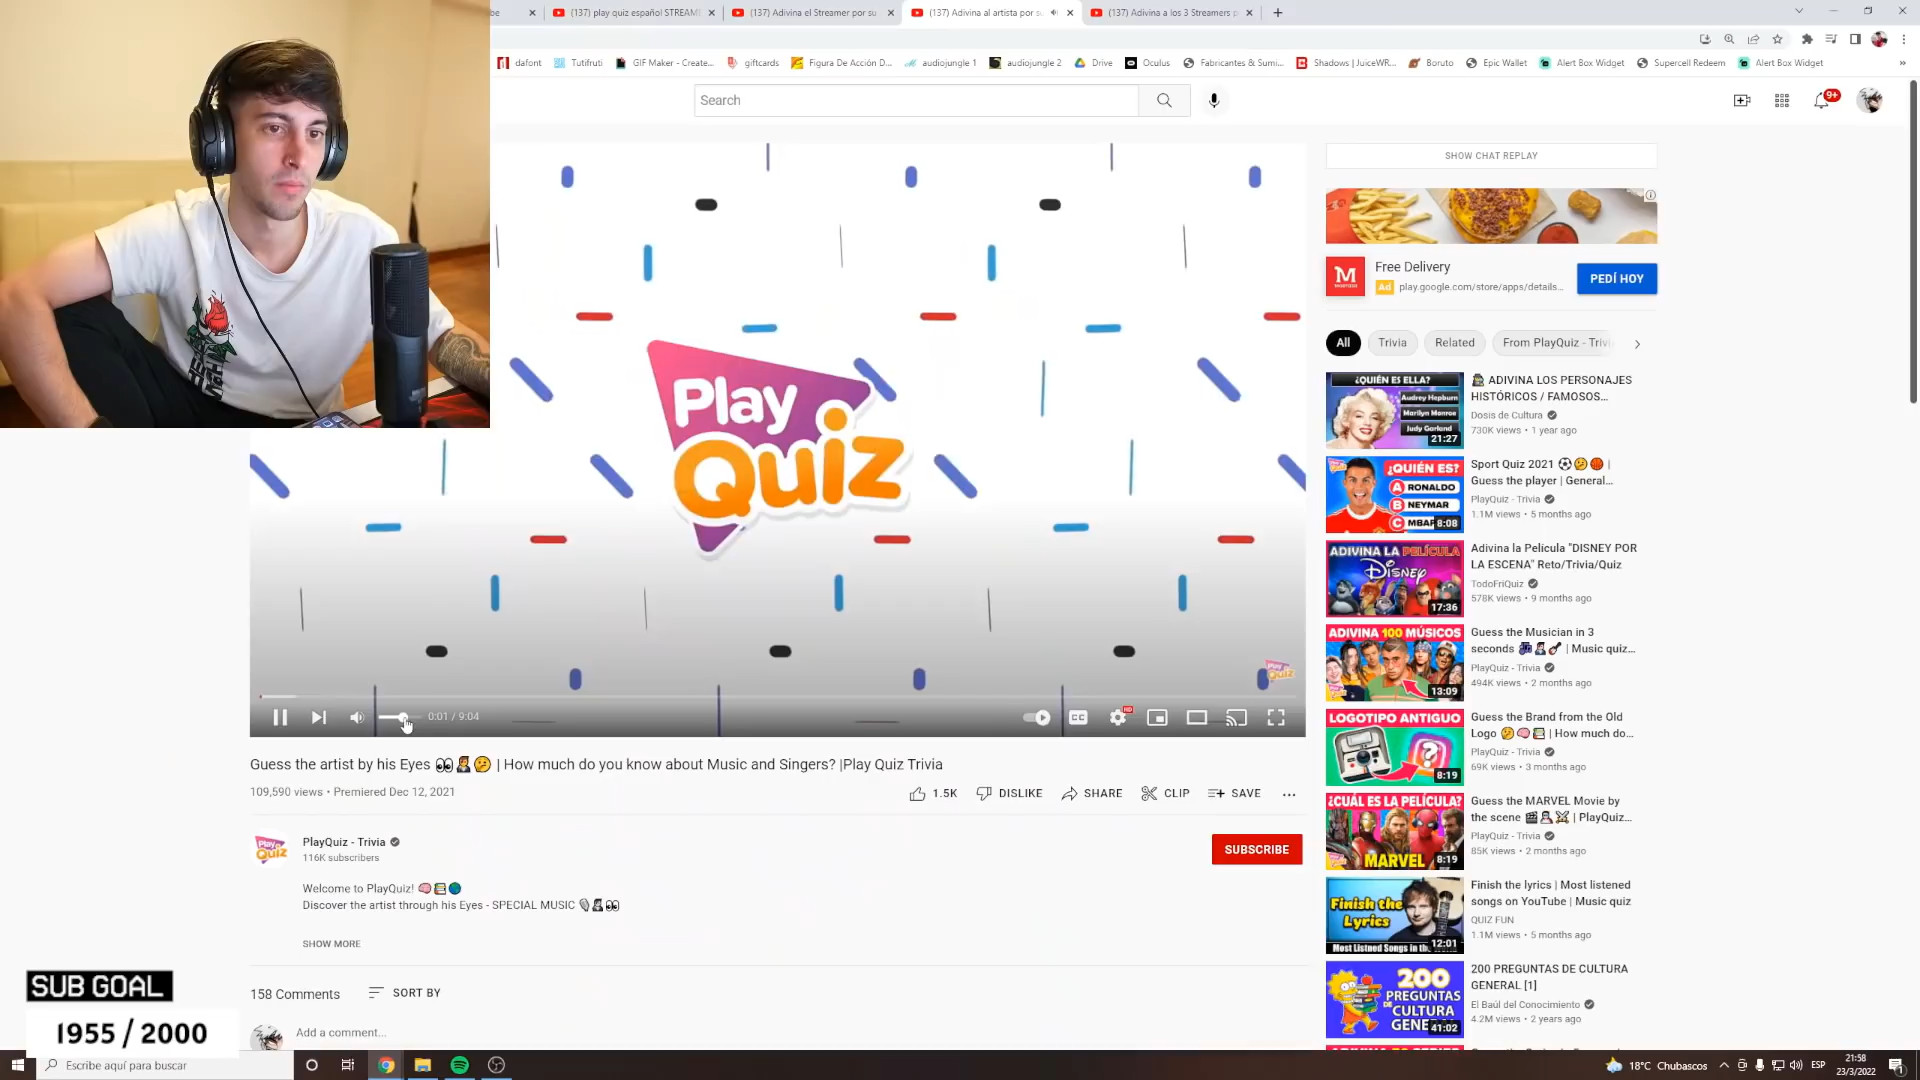 be
(137) play quiz español STREAM
(137) Adivina el Streamer por su
(137) Adivina al artista por s
(137) Adivina a los 3 Streamers p
dafont
Tutifruti
GIF Maker - Create...
giftcards
Figura De Acción D...
audiojungle 1
audiojungle 2
Drive
Oculus
Fabricantes & Sumi...
Shadows | JuiceWR...
Boruto
Epic Wallet
Alert Box Widget
Supercell Redeem
Alert Box Widget
»
Search
9+
Play
Quiz
0:01 / 9:04
CC
HD
Guess the artist by his Eyes 👀👩‍🎤🤔 | How much do you know about Music and Singers? |Play Quiz Trivia
109,590 views • Premiered Dec 12, 2021
1.5K
DISLIKE
SHARE
CLIP
SAVE
...
PlayQuiz - Trivia
116K subscribers
SUBSCRIBE
Welcome to PlayQuiz!
Discover the artist through his Eyes - SPECIAL MUSIC
SHOW MORE
158 Comments
SORT BY
Add a comment...
SHOW CHAT REPLAY
Free Delivery
Ad play.google.com/store/apps/details...
PEDÍ HOY
All
Trivia
Related
From PlayQuiz - Trivi
¿QUIÉN ES ELLA?
Audrey Hepburn
Marilyn Monroe
Judy Garland
21:27
ADIVINA LOS PERSONAJES
HISTÓRICOS / FAMOSOS...
Dosis de Cultura
730K views • 1 year ago
¿QUIÉN ES?
A RONALDO
B NEYMAR
C MBAP
8:08
Sport Quiz 2021 ⚽🤔🏀 |
Guess the player | General...
PlayQuiz - Trivia
1.1M views • 5 months ago
ADIVINA LA PELÍCULA
Disney
17:36
Adivina la Película "DISNEY POR
LA ESCENA" Reto/Trivia/Quiz
TodoFriQuiz
578K views • 9 months ago
ADIVINA 100 MÚSICOS
13:09
Guess the Musician in 3
seconds | Music quiz...
PlayQuiz - Trivia
494K views • 2 months ago
LOGOTIPO ANTIGUO
?
8:19
Guess the Brand from the Old
Logo | How much do...
PlayQuiz - Trivia
69K views • 3 months ago
¿CUÁL ES LA PELÍCULA?
MARVEL
8:19
Guess the MARVEL Movie by
the scene | PlayQuiz...
PlayQuiz - Trivia
85K views • 2 months ago
Finish the
Lyrics
Most Listned Songs in th
12:01
Finish the lyrics | Most listened
songs on YouTube | Music quiz
QUIZ FUN
1.1M views • 5 months ago
200
PREGUNTAS
DE CULTURA
GENE
41:02
200 PREGUNTAS DE CULTURA
GENERAL [1]
El Baúl del Conocimiento
4.2M views • 2 years ago
SUB GOAL
1955 / 2000
Escribe aquí para buscar
18°C Chubascos
ESP
21:58
23/3/2022